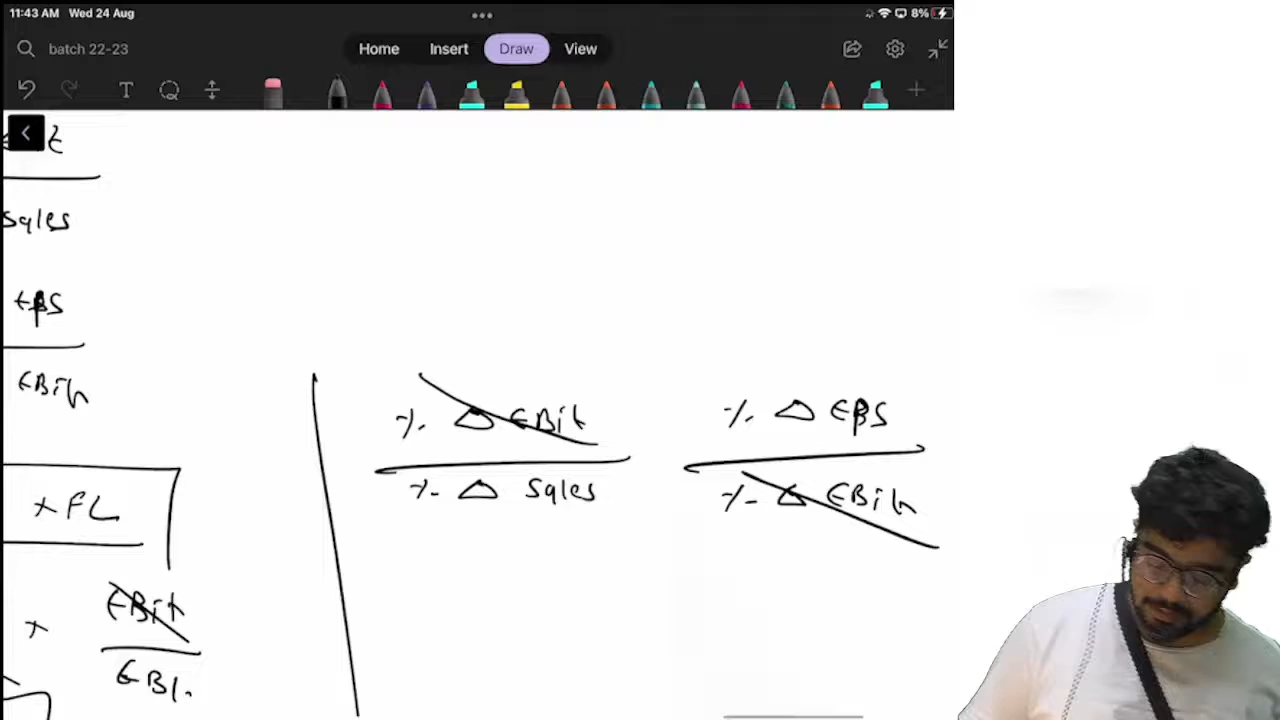 11:43 AM Wed 24 Aug
8%
batch 22-23
Home Insert Draw View
T
Sales
EPS
EBit
x FL
x EBit
EBt
% Δ EBit
% Δ Sales
% Δ EPS
% Δ EBit